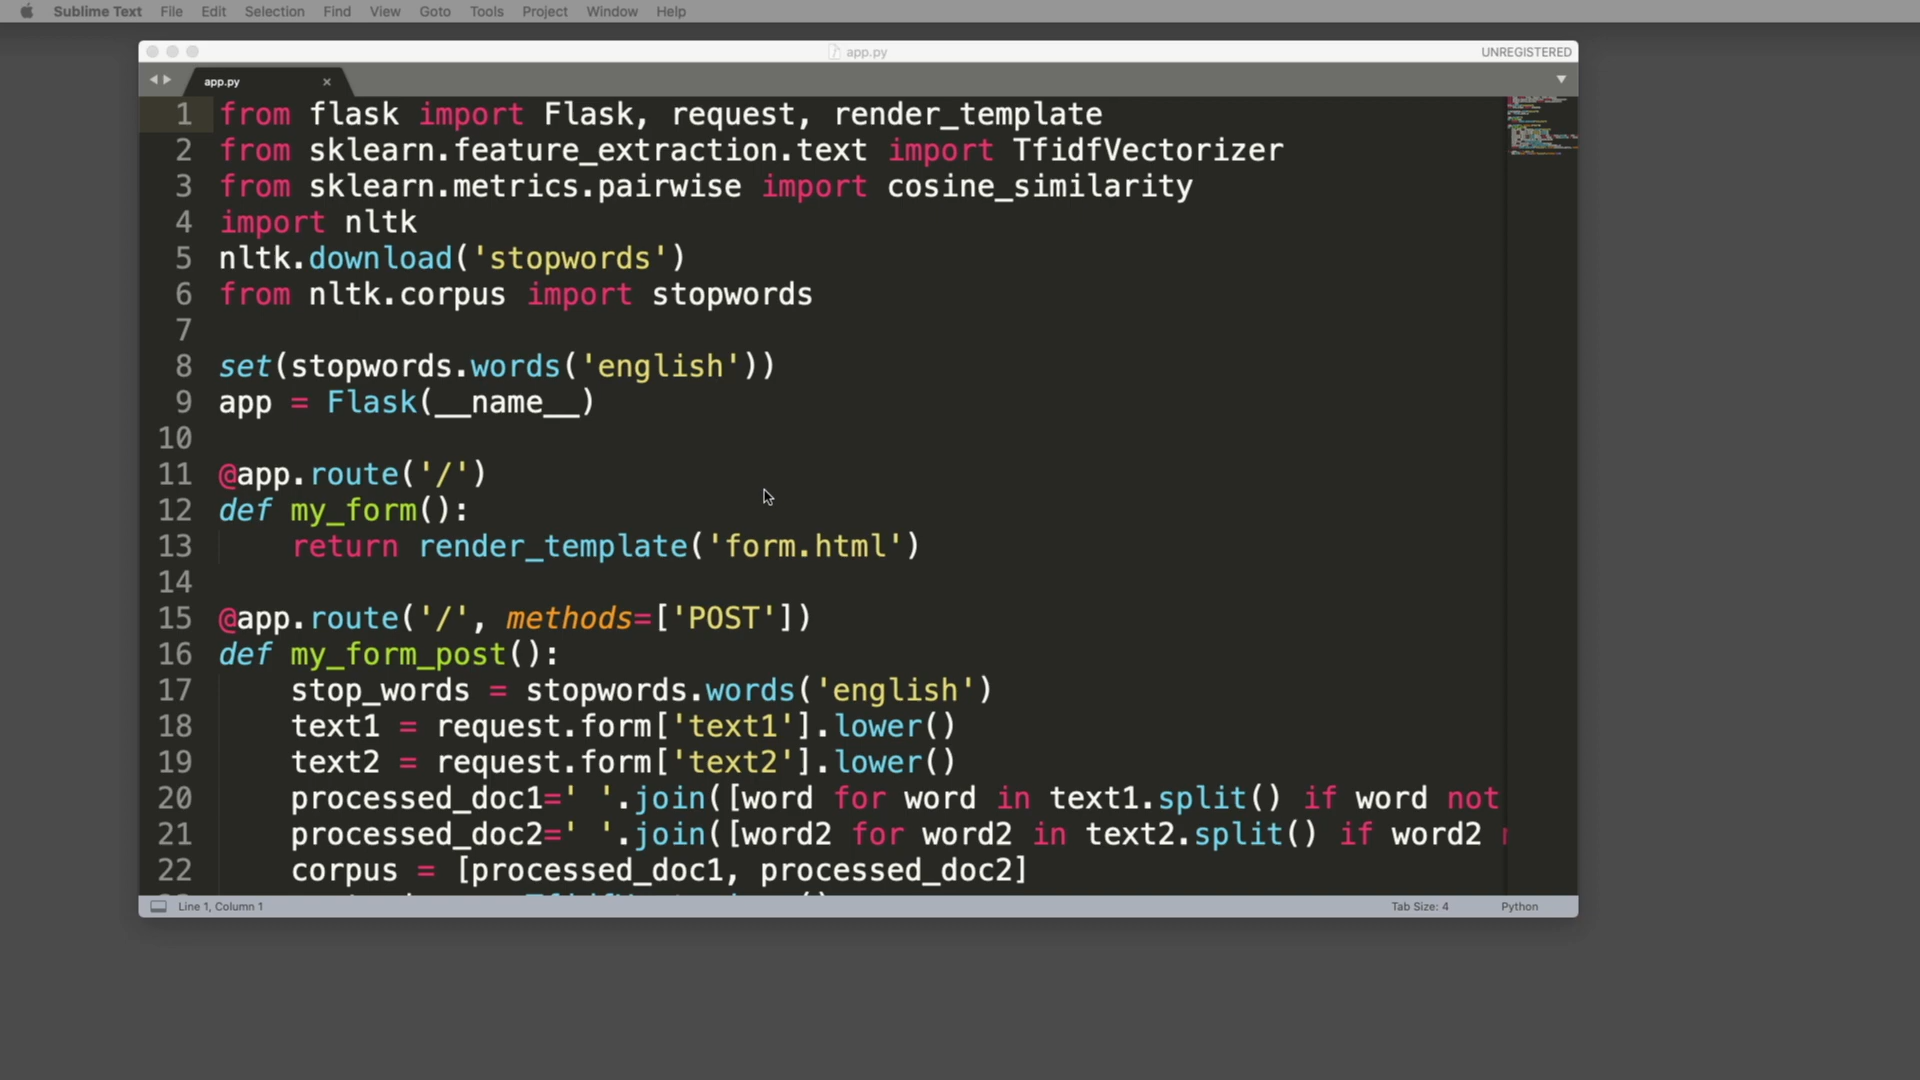 Sublime Text File Edit Selection Find View Goto Tools Project Window Help
app.py UNREGISTERED
app.py ×
1 from flask import Flask, request, render_template
2 from sklearn.feature_extraction.text import TfidfVectorizer
3 from sklearn.metrics.pairwise import cosine_similarity
4 import nltk
5 nltk.download('stopwords')
6 from nltk.corpus import stopwords
7
8 set(stopwords.words('english'))
9 app = Flask(__name__)
10
11 @app.route('/')
12 def my_form():
13     return render_template('form.html')
14
15 @app.route('/', methods=['POST'])
16 def my_form_post():
17     stop_words = stopwords.words('english')
18     text1 = request.form['text1'].lower()
19     text2 = request.form['text2'].lower()
20     processed_doc1=' '.join([word for word in text1.split() if word not
21     processed_doc2=' '.join([word2 for word2 in text2.split() if word2
22     corpus = [processed_doc1, processed_doc2]
Line 1, Column 1 Tab Size: 4 Python